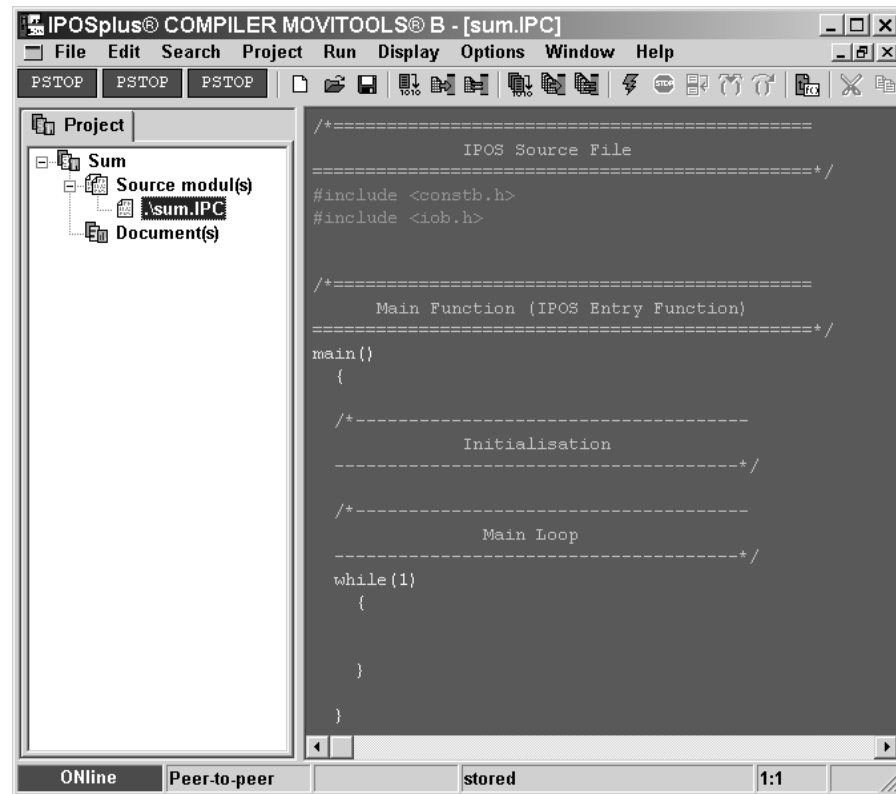 IPOSplus® COMPILER MOVITOOLS® B - [sum.IPC]
File Edit Search Project Run Display Options Window Help
PSTOP PSTOP PSTOP
Project
Sum
Source modul(s)
.\sum.IPC
Document(s)
/*=============================================
IPOS Source File
===============================================*/
#include <constb.h>
#include <iob.h>
/*=============================================
Main Function (IPOS Entry Function)
===============================================*/
main()
{
/*-------------------------------------
Initialisation
--------------------------------------*/
/*-------------------------------------
Main Loop
--------------------------------------*/
while(1)
{
}
}
ONline Peer-to-peer stored 1:1